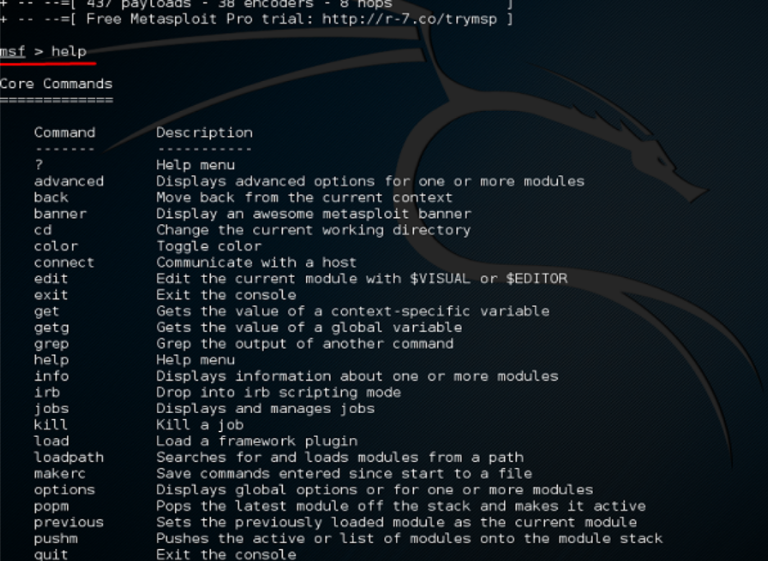 + -- --=[ 437 payloads - 38 encoders - 8 nops ]
+ -- --=[ Free Metasploit Pro trial: http://r-7.co/trymsp ]
msf > help
Core Commands
=============
Command Description
------- -----------
? Help menu
advanced Displays advanced options for one or more modules
back Move back from the current context
banner Display an awesome metasploit banner
cd Change the current working directory
color Toggle color
connect Communicate with a host
edit Edit the current module with $VISUAL or $EDITOR
exit Exit the console
get Gets the value of a context-specific variable
getg Gets the value of a global variable
grep Grep the output of another command
help Help menu
info Displays information about one or more modules
irb Drop into irb scripting mode
jobs Displays and manages jobs
kill Kill a job
load Load a framework plugin
loadpath Searches for and loads modules from a path
makerc Save commands entered since start to a file
options Displays global options or for one or more modules
popm Pops the latest module off the stack and makes it active
previous Sets the previously loaded module as the current module
pushm Pushes the active or list of modules onto the module stack
quit Exit the console